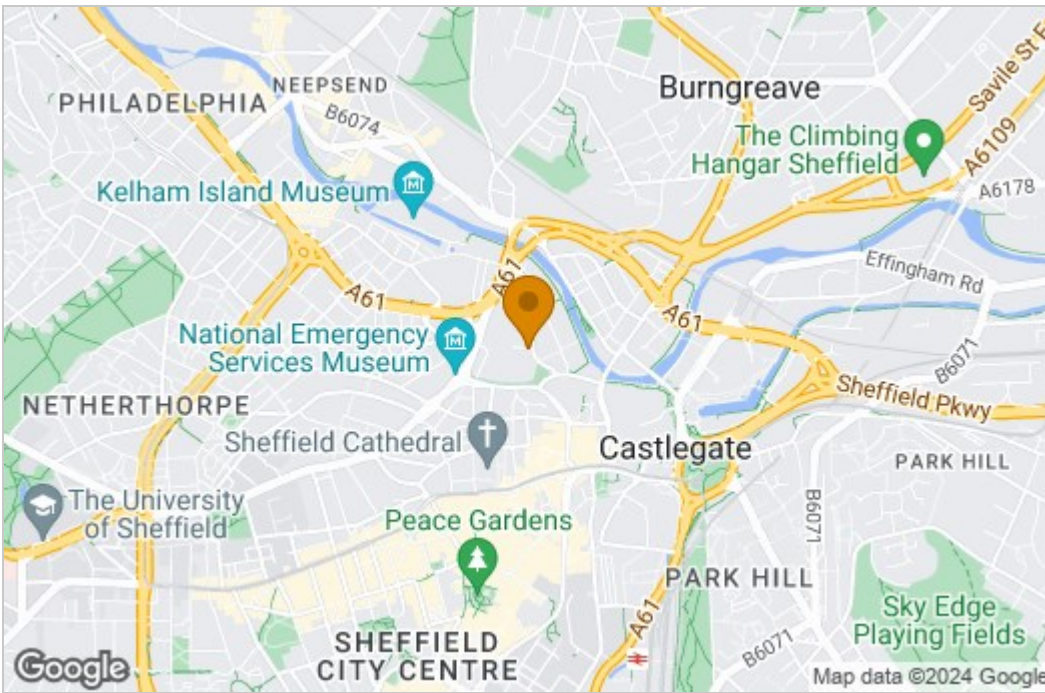 PHILADELPHIA
NEEPSEND
B6074
Burngreave
Savile St E
The Climbing
Hangar Sheffield
A6109
A6178
Kelham Island Museum
Effingham Rd
A61
A61
A61
National Emergency
Services Museum
B6071
Sheffield Pkwy
NETHERTHORPE
Sheffield Cathedral
Castlegate
PARK HILL
The University
of Sheffield
Peace Gardens
B6071
PARK HILL
Sky Edge
Playing Fields
A61
B6071
SHEFFIELD
CITY CENTRE
Google
Map data ©2024 Google